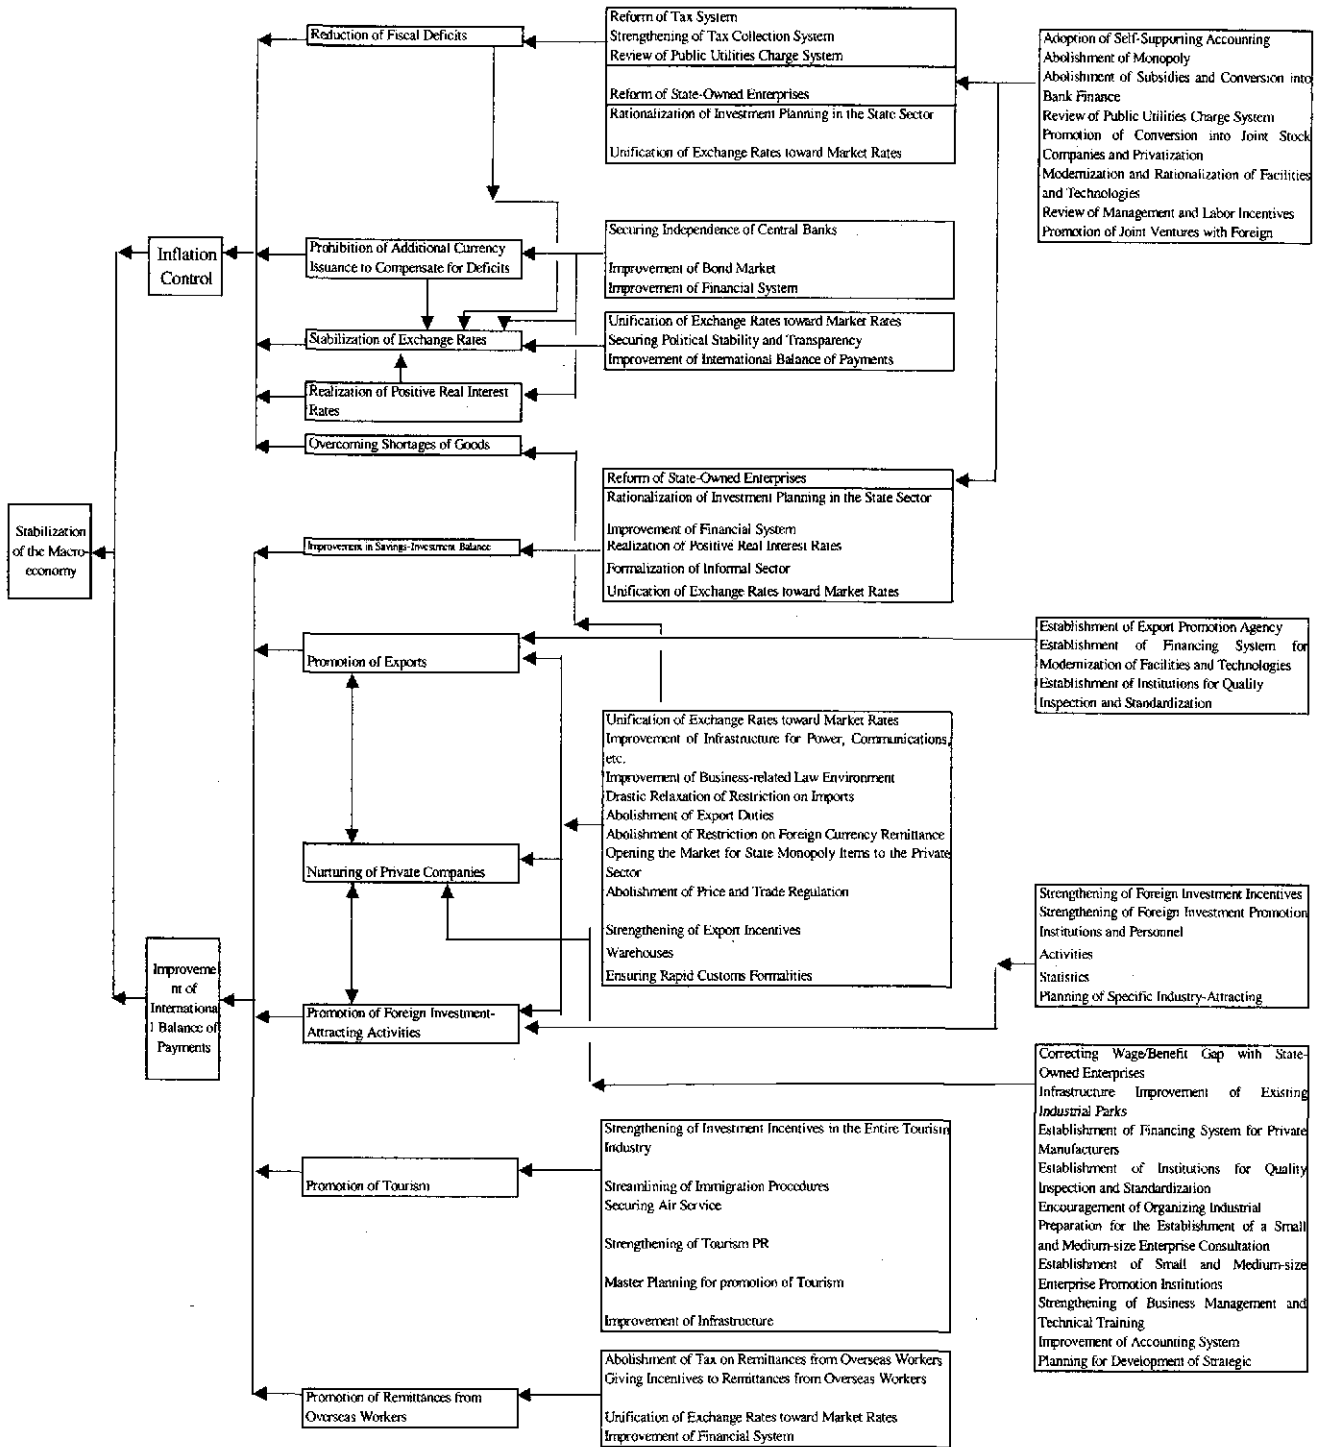 Stabilization
of the Macro-
economy
Inflation
Control
Improveme
nt of
Internationa
l Balance of
Payments
Reduction of Fiscal Deficits
Prohibition of Additional Currency
Issuance to Compensate for Deficits
Stabilization of Exchange Rates
Realization of Positive Real Interest
Rates
Overcoming Shortages of Goods
Improvement in Savings-Investment Balance
Promotion of Exports
Nurturing of Private Companies
Promotion of Foreign Investment-
Attracting Activities
Promotion of Tourism
Promotion of Remittances from
Overseas Workers
Reform of Tax System
Strengthening of Tax Collection System
Review of Public Utilities Charge System
Reform of State-Owned Enterprises
Rationalization of Investment Planning in the State Sector
Unification of Exchange Rates toward Market Rates
Securing Independence of Central Banks
Improvement of Bond Market
Improvement of Financial System
Unification of Exchange Rates toward Market Rates
Securing Political Stability and Transparency
Improvement of International Balance of Payments
Reform of State-Owned Enterprises
Rationalization of Investment Planning in the State Sector
Improvement of Financial System
Realization of Positive Real Interest Rates
Formalization of Informal Sector
Unification of Exchange Rates toward Market Rates
Unification of Exchange Rates toward Market Rates
Improvement of Infrastructure for Power, Communications,
etc.
Improvement of Business-related Law Environment
Drastic Relaxation of Restriction on Imports
Abolishment of Export Duties
Abolishment of Restriction on Foreign Currency Remittance
Opening the Market for State Monopoly Items to the Private
Sector
Abolishment of Price and Trade Regulation
Strengthening of Export Incentives
Warehouses
Ensuring Rapid Customs Formalities
Strengthening of Investment Incentives in the Entire Tourism
Industry
Streamlining of Immigration Procedures
Securing Air Service
Strengthening of Tourism PR
Master Planning for promotion of Tourism
Improvement of Infrastructure
Abolishment of Tax on Remittances from Overseas Workers
Giving Incentives to Remittances from Overseas Workers
Unification of Exchange Rates toward Market Rates
Improvement of Financial System
Adoption of Self-Supporting Accounting
Abolishment of Monopoly
Abolishment of Subsidies and Conversion into
Bank Finance
Review of Public Utilities Charge System
Promotion of Conversion into Joint Stock
Companies and Privatization
Modernization and Rationalization of Facilities
and Technologies
Review of Management and Labor Incentives
Promotion of Joint Ventures with Foreign
Establishment of Export Promotion Agency
Establishment of Financing System for
Modernization of Facilities and Technologies
Establishment of Institutions for Quality
Inspection and Standardization
Strengthening of Foreign Investment Incentives
Strengthening of Foreign Investment Promotion
Institutions and Personnel
Activities
Statistics
Planning of Specific Industry-Attracting
Correcting Wage/Benefit Gap with State-
Owned Enterprises
Infrastructure Improvement of Existing
Industrial Parks
Establishment of Financing System for Private
Manufacturers
Establishment of Institutions for Quality
Inspection and Standardization
Encouragement of Organizing Industrial
Preparation for the Establishment of a Small
and Medium-size Enterprise Consultation
Establishment of Small and Medium-size
Enterprise Promotion Institutions
Strengthening of Business Management and
Technical Training
Improvement of Accounting System
Planning for Development of Strategic